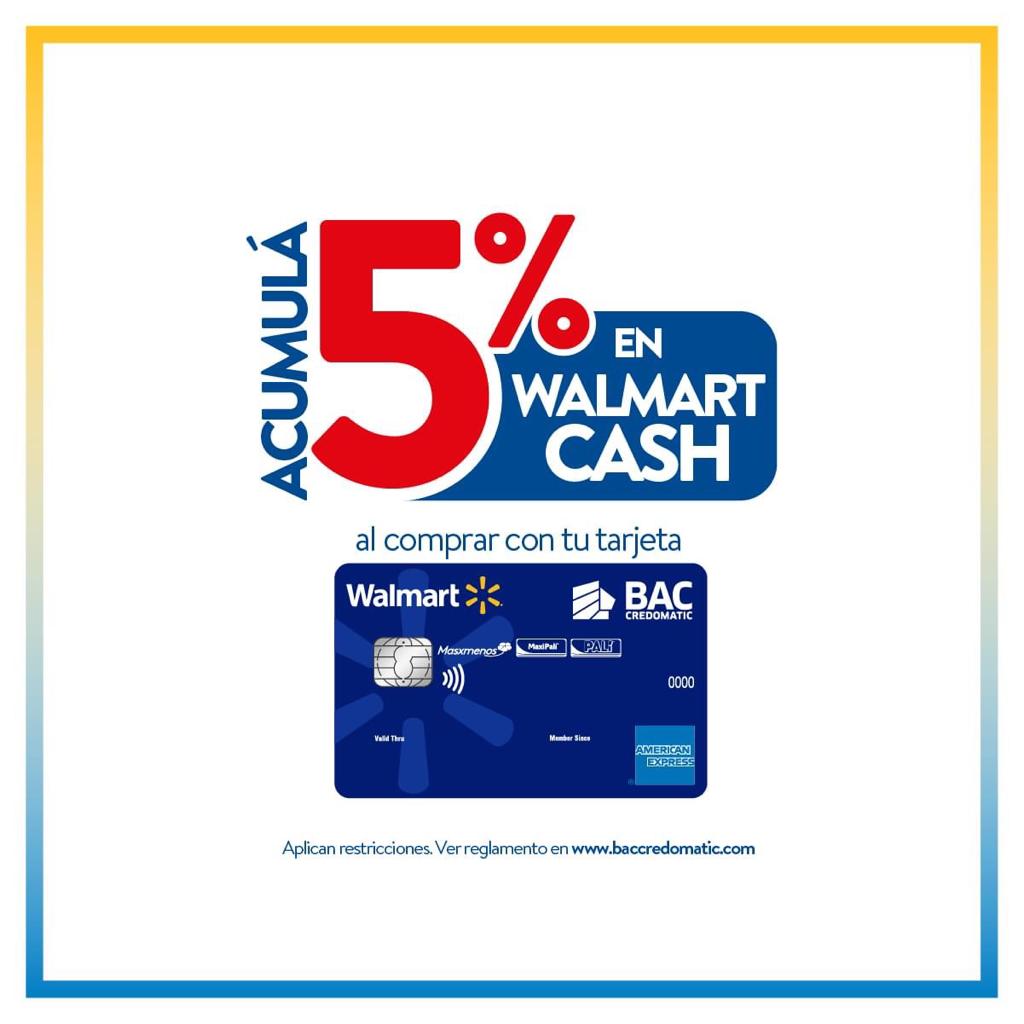 ACUMULÁ
5%
EN
WALMART
CASH
al comprar con tu tarjeta
Walmart
BAC
CREDOMATIC
Masxmenos
MaxiPalí
PALÍ
0000
Valid Thru
Member Since
AMERICAN
EXPRESS
®
Aplican restricciones. Ver reglamento en www.baccredomatic.com